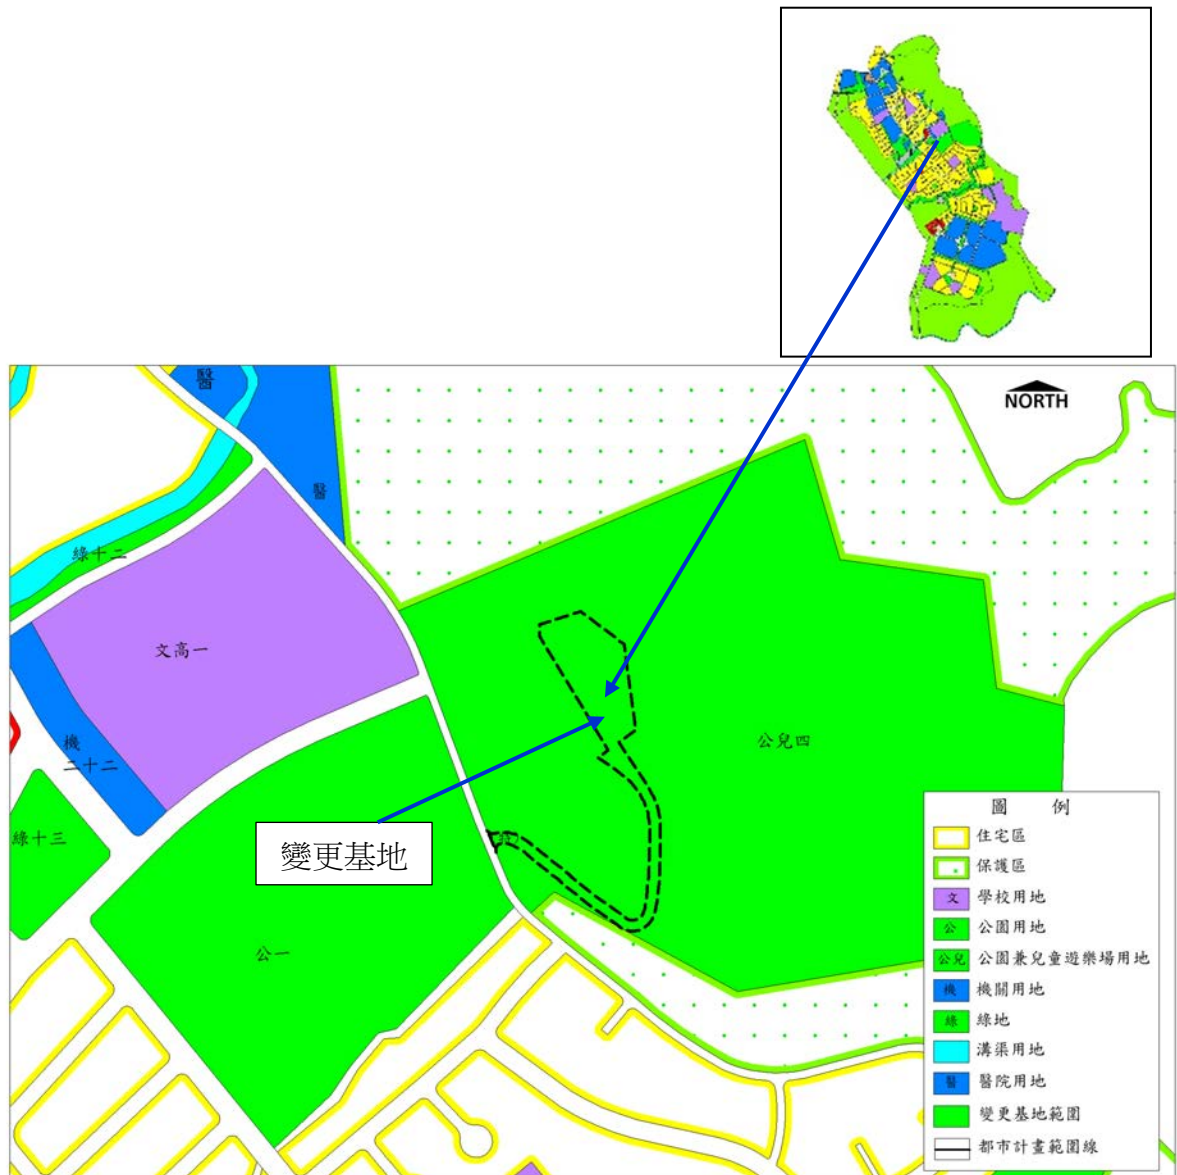 醫
NORTH
醫
綠十二
文高一
機
二十二
公兒四
綠十三
變更基地
公一
圖 例
住宅區
保護區
文 學校用地
公 公園用地
公兒 公園兼兒童遊樂場用地
機 機關用地
綠 綠地
溝渠用地
醫 醫院用地
變更基地範圍
都市計畫範圍線